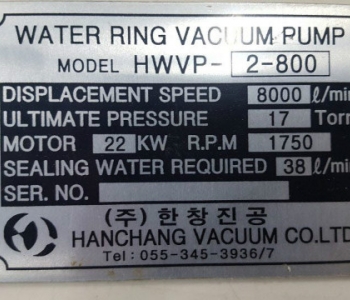 WATER RING VACUUM PUMP
MODEL HWVP- 2-800
DISPLACEMENT SPEED 8000 ℓ/min
ULTIMATE PRESSURE 17 Torr
MOTOR 22 KW R.P.M 1750
SEALING WATER REQUIRED 38 ℓ/min
SER. NO.
(주) 한창진공
HANCHANG VACUUM CO.LTD
Tel: 055-345-3936/7